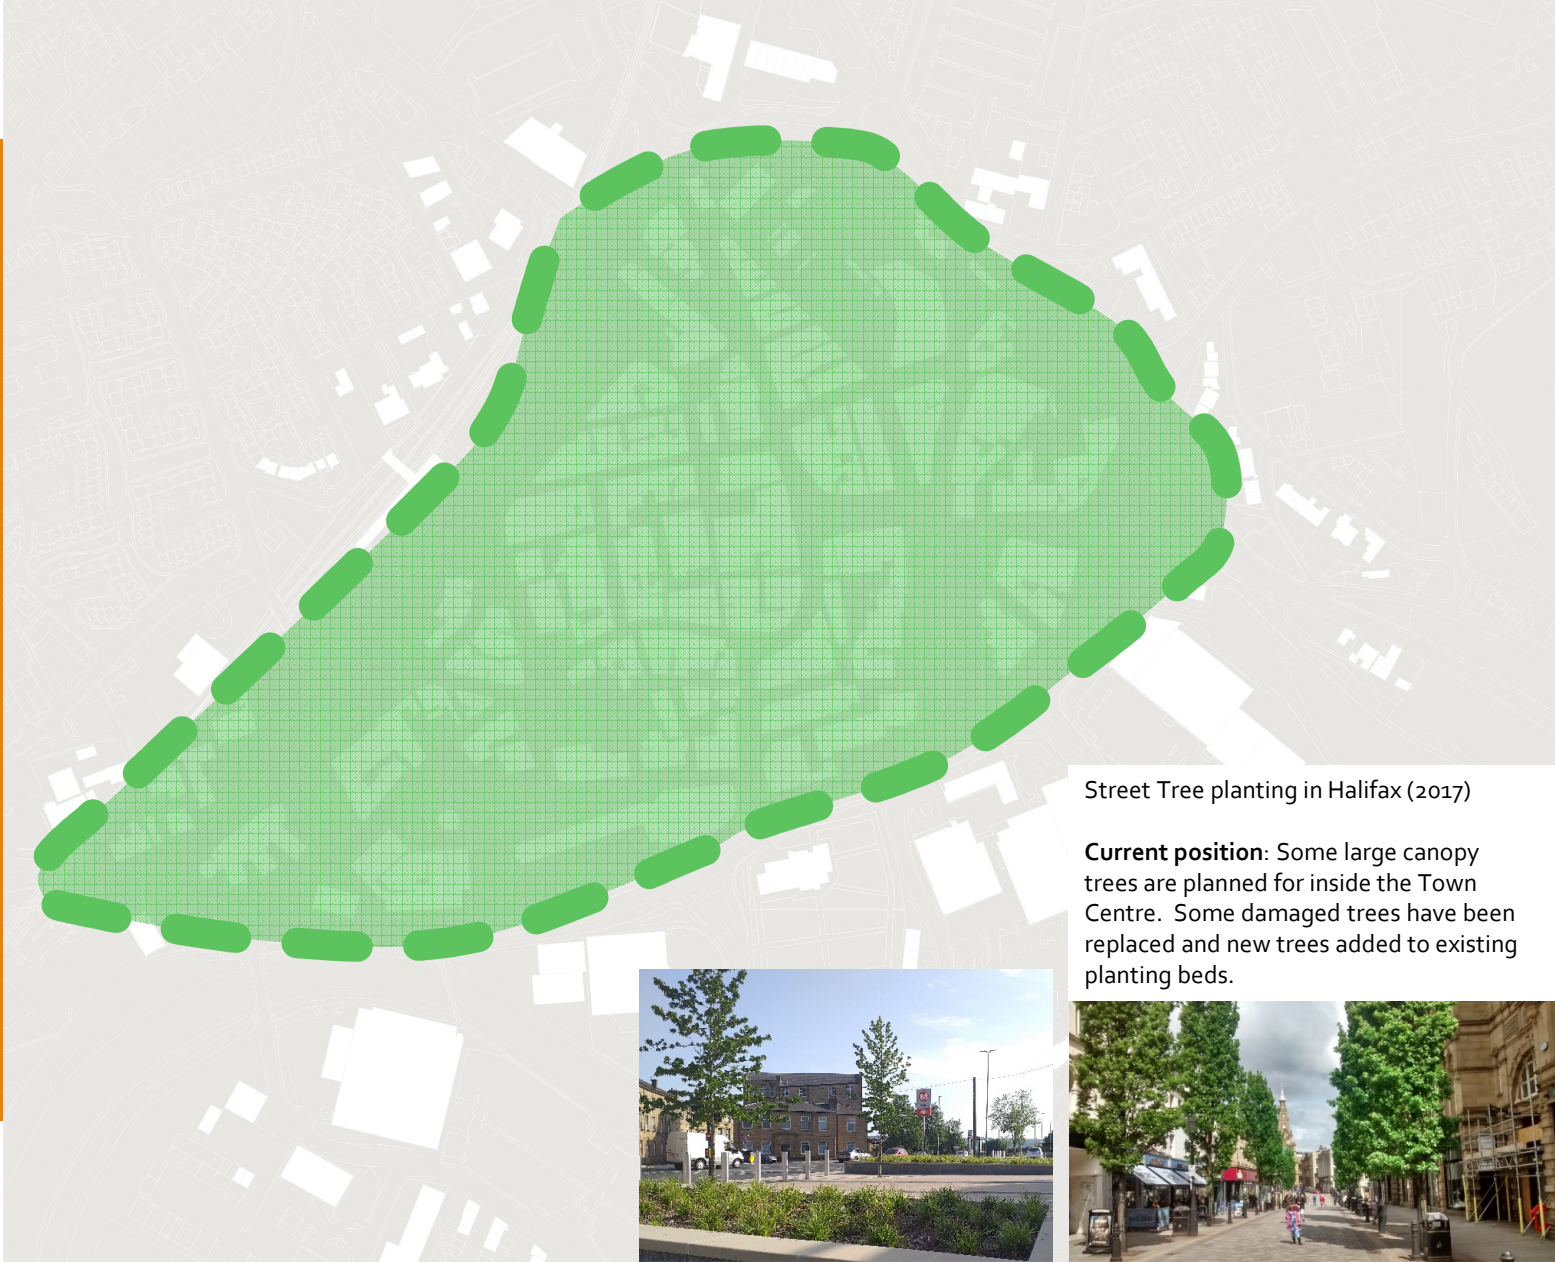 Street Tree planting in Halifax (2017)
Current position: Some large canopy
trees are planned for inside the Town
Centre.  Some damaged trees have been
replaced and new trees added to existing
planting beds.